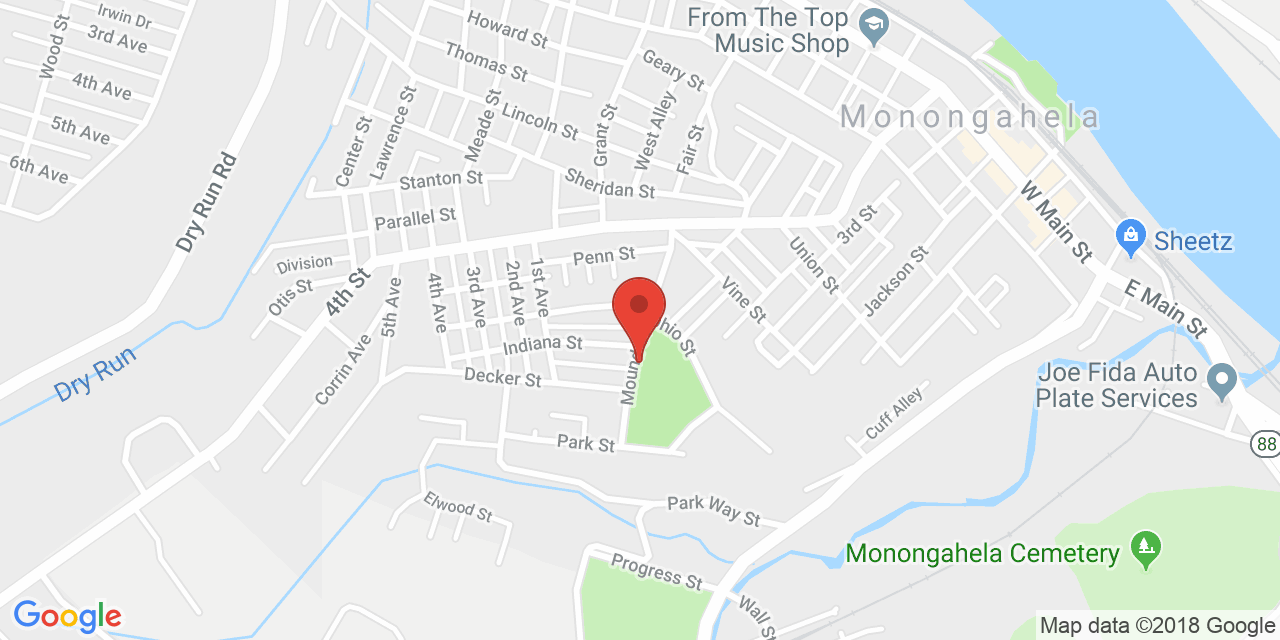 Irwin Dr
3rd Ave
Wood St
4th Ave
5th Ave
6th Ave
Dry Run Rd
Howard St
Thomas St
Lincoln St
Geary St
West Alley
Grant St
Fair St
From The Top
Music Shop
Monongahela
Center St
Lawrence St
Meade St
Stanton St
Sheridan St
Parallel St
Division
Otis St
4th St
5th Ave
4th Ave
3rd Ave
2nd Ave
1st Ave
Penn St
Vine St
Union St
3rd St
Jackson St
W Main St
E Main St
Sheetz
Indiana St
Decker St
Corrin Ave
Dry Run
Park St
Elwood St
Park Way St
Progress St
Wall St
Cuff Alley
Joe Fida Auto
Plate Services
88
Monongahela Cemetery
Google
Map data ©2018 Google